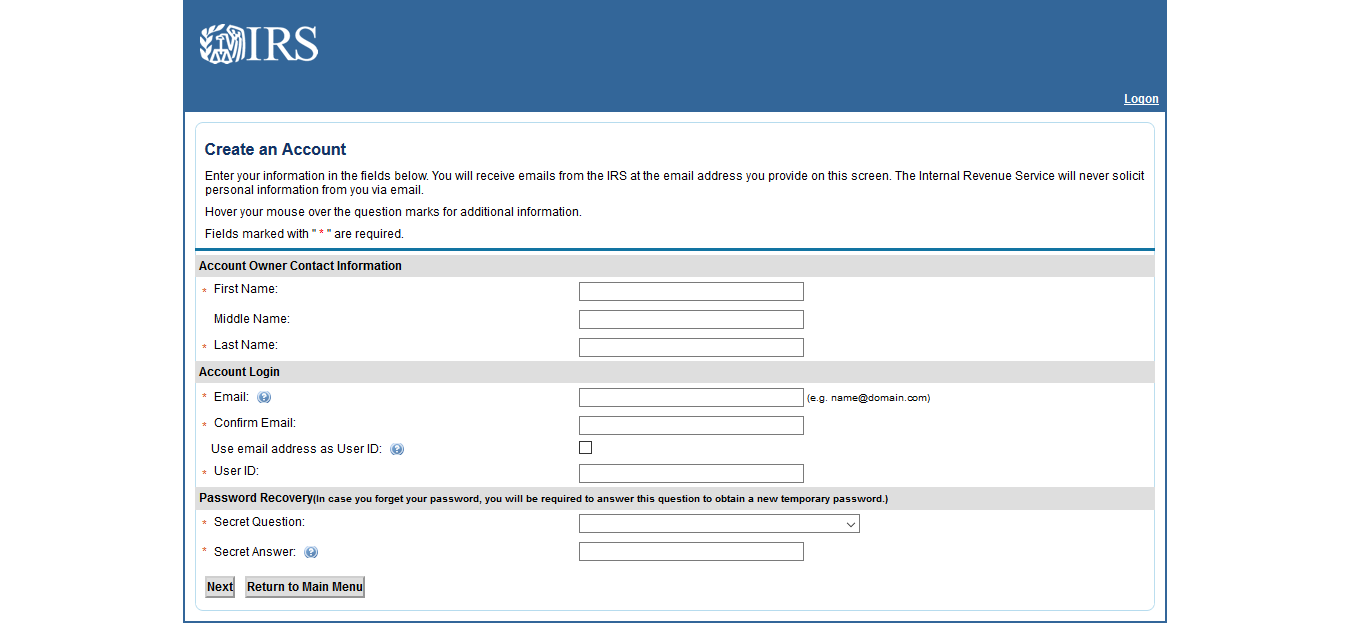 IRS
Logon
Create an Account
Enter your information in the fields below. You will receive emails from the IRS at the email address you provide on this screen. The Internal Revenue Service will never solicit
personal information from you via email.
Hover your mouse over the question marks for additional information.
Fields marked with " * " are required.
Account Owner Contact Information
* First Name:
Middle Name:
* Last Name:
Account Login
* Email: ? (e.g. name@domain.com)
* Confirm Email:
Use email address as User ID: ?
* User ID:
Password Recovery(In case you forget your password, you will be required to answer this question to obtain a new temporary password.)
* Secret Question:
* Secret Answer: ?
Next Return to Main Menu